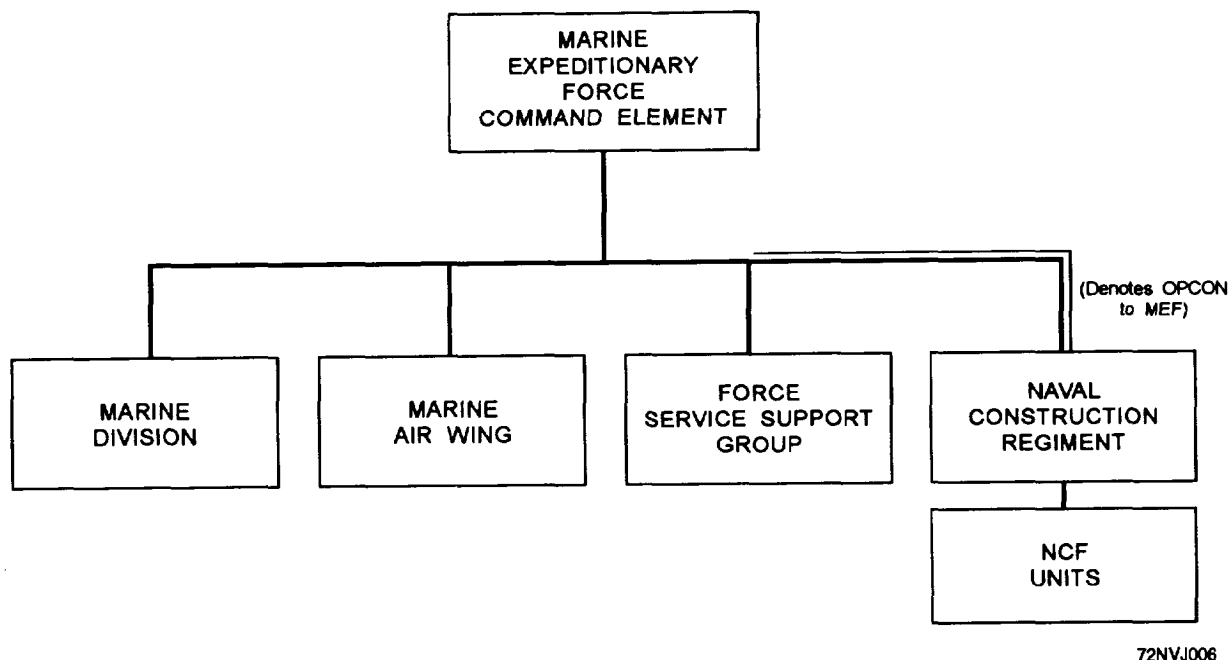 MARINE
EXPEDITIONARY
FORCE
COMMAND ELEMENT
(Denotes OPCON
to MEF)
MARINE
DIVISION
MARINE
AIR WING
FORCE
SERVICE SUPPORT
GROUP
NAVAL
CONSTRUCTION
REGIMENT
NCF
UNITS
72NVJ006